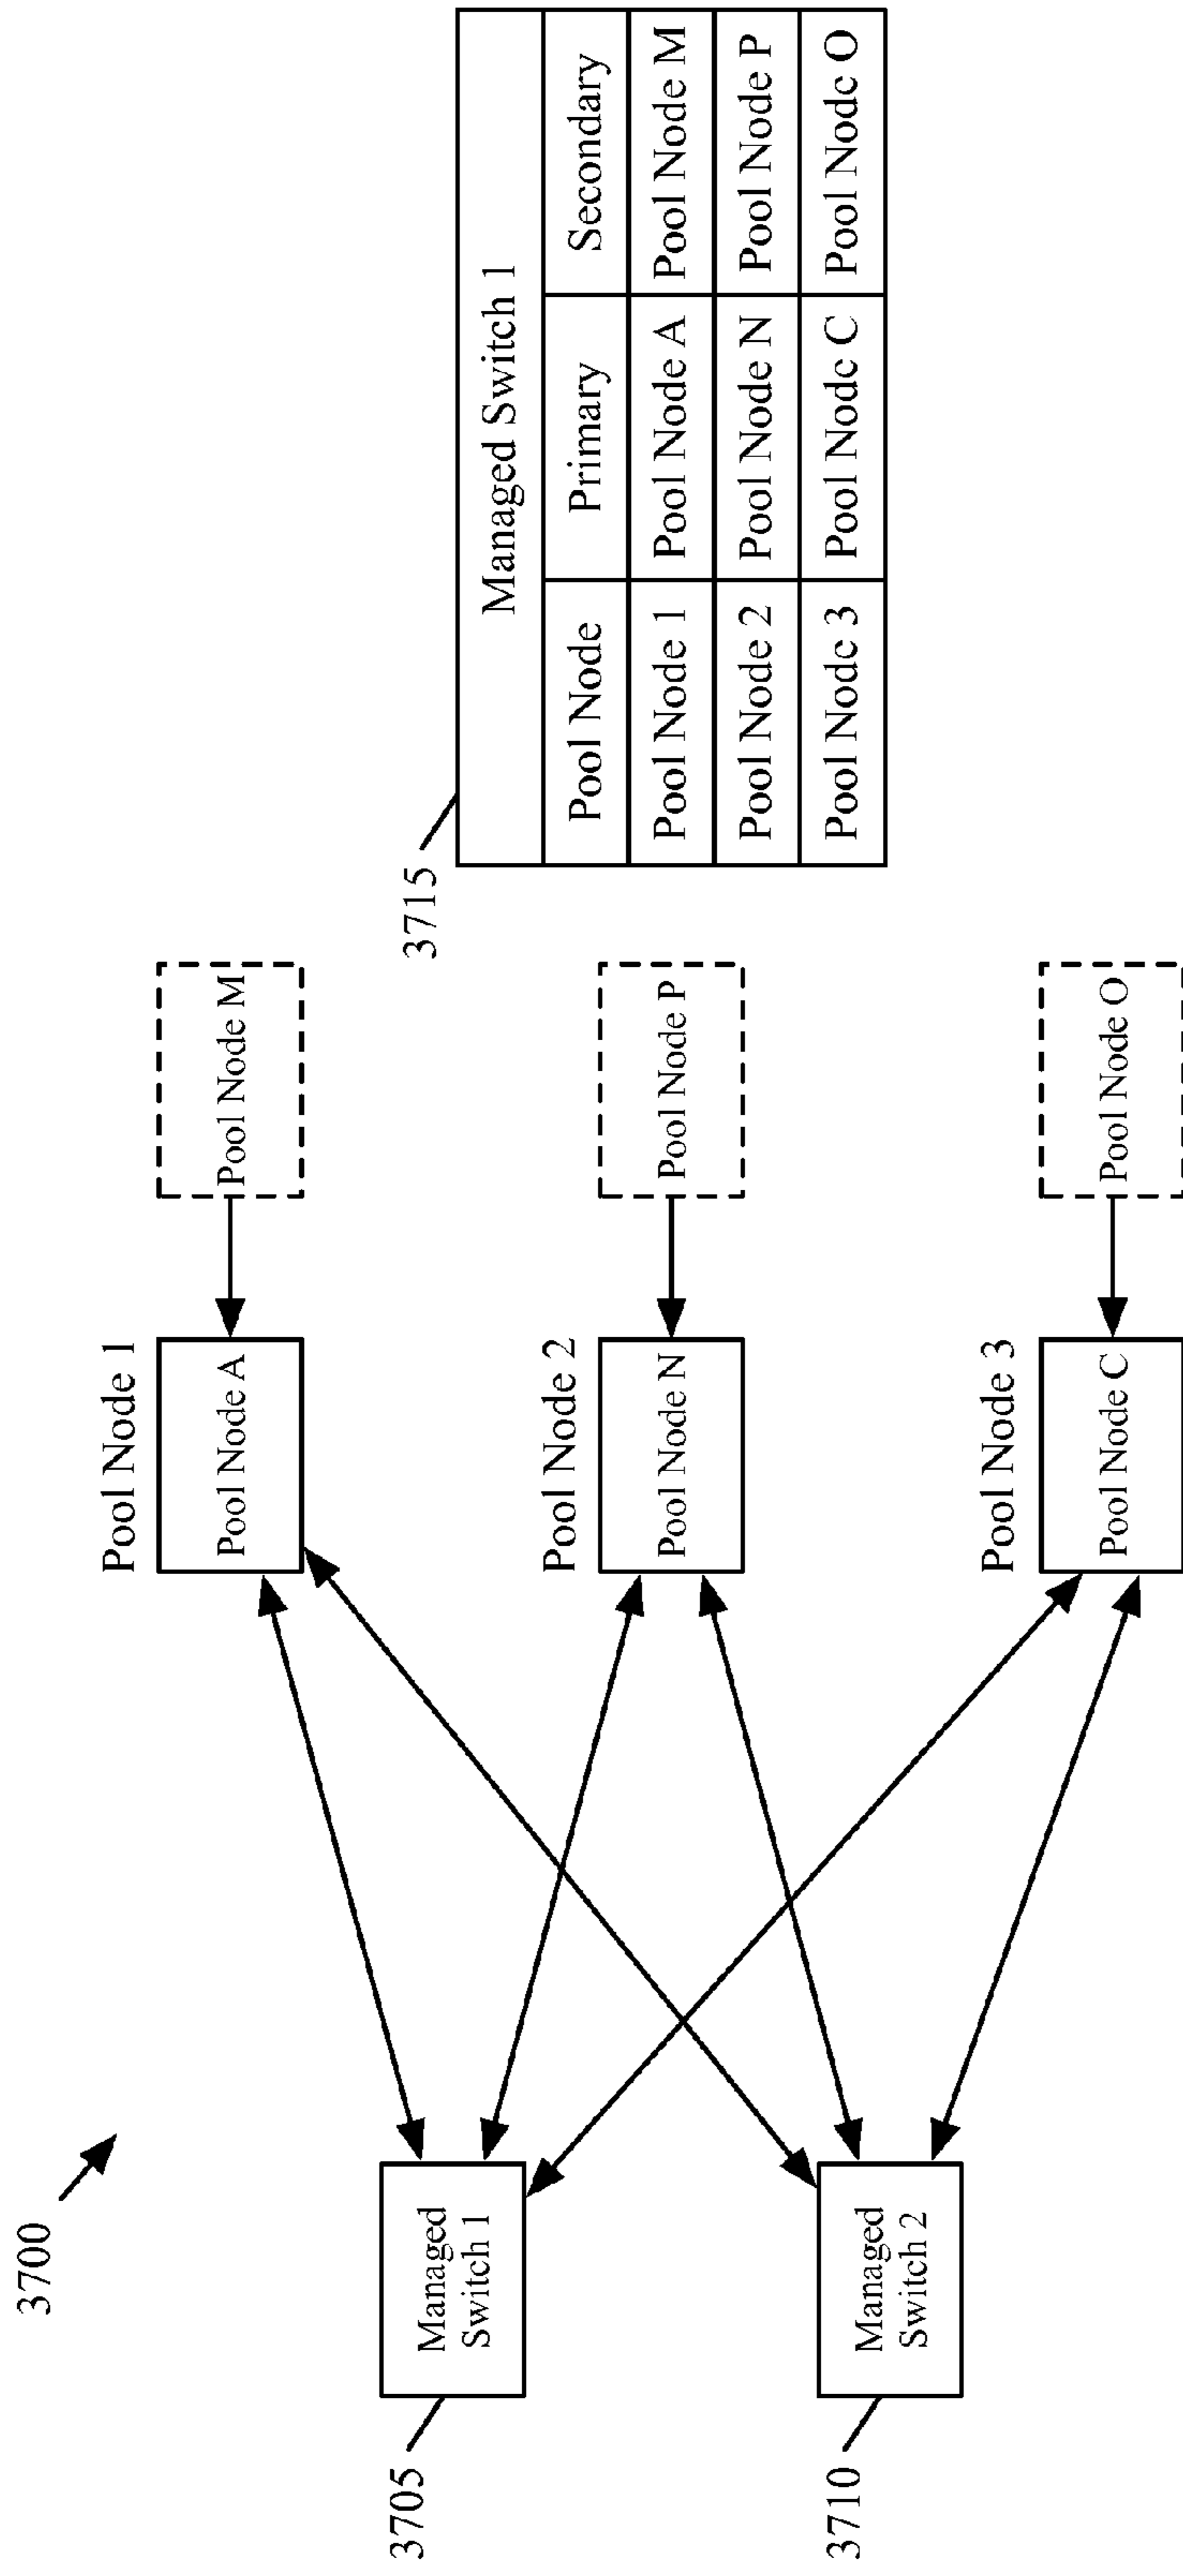 3700
3705
Managed
Switch 1
3710
Managed
Switch 2
Pool Node 1
Pool Node A
Pool Node M
Pool Node 2
Pool Node N
Pool Node P
Pool Node 3
Pool Node C
Pool Node O
3715
Managed Switch 1
Pool Node Primary Secondary
Pool Node 1 Pool Node A Pool Node M
Pool Node 2 Pool Node N Pool Node P
Pool Node 3 Pool Node C Pool Node O